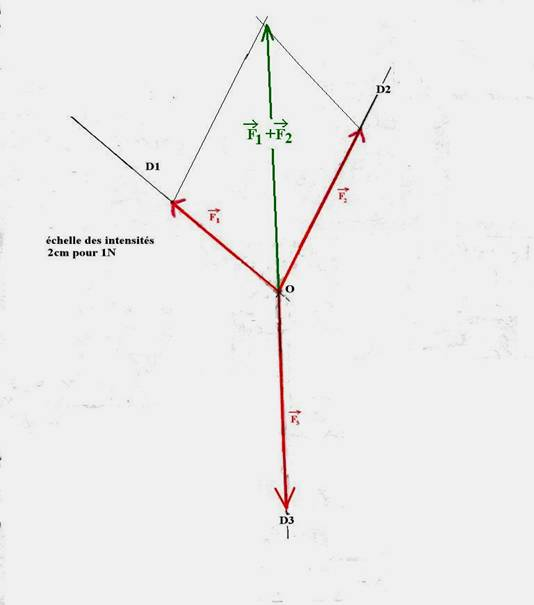 D2
F₁ + F₂
D1
F₂
F₁
échelle des intensités
2cm pour 1N
O
F₃
D3